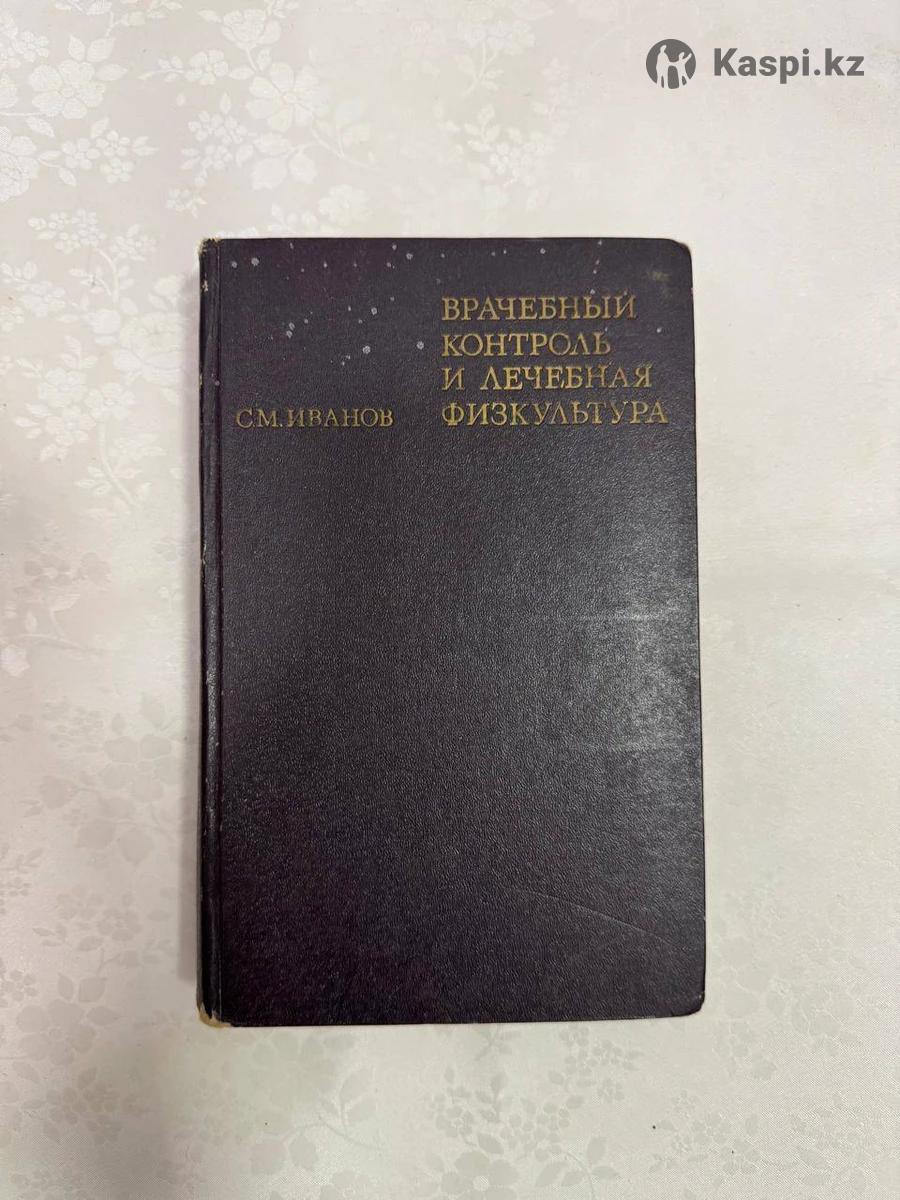 Kaspi.kz
ВРАЧЕБНЫЙ
КОНТРОЛЬ
И ЛЕЧЕБНАЯ
ФИЗКУЛЬТУРА
С.М.ИВАНОВ